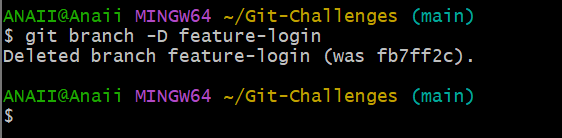 ANAII@Anaii MINGW64 ~/Git-Challenges (main)
$ git branch -D feature-login
Deleted branch feature-login (was fb7ff2c).
ANAII@Anaii MINGW64 ~/Git-Challenges (main)
$